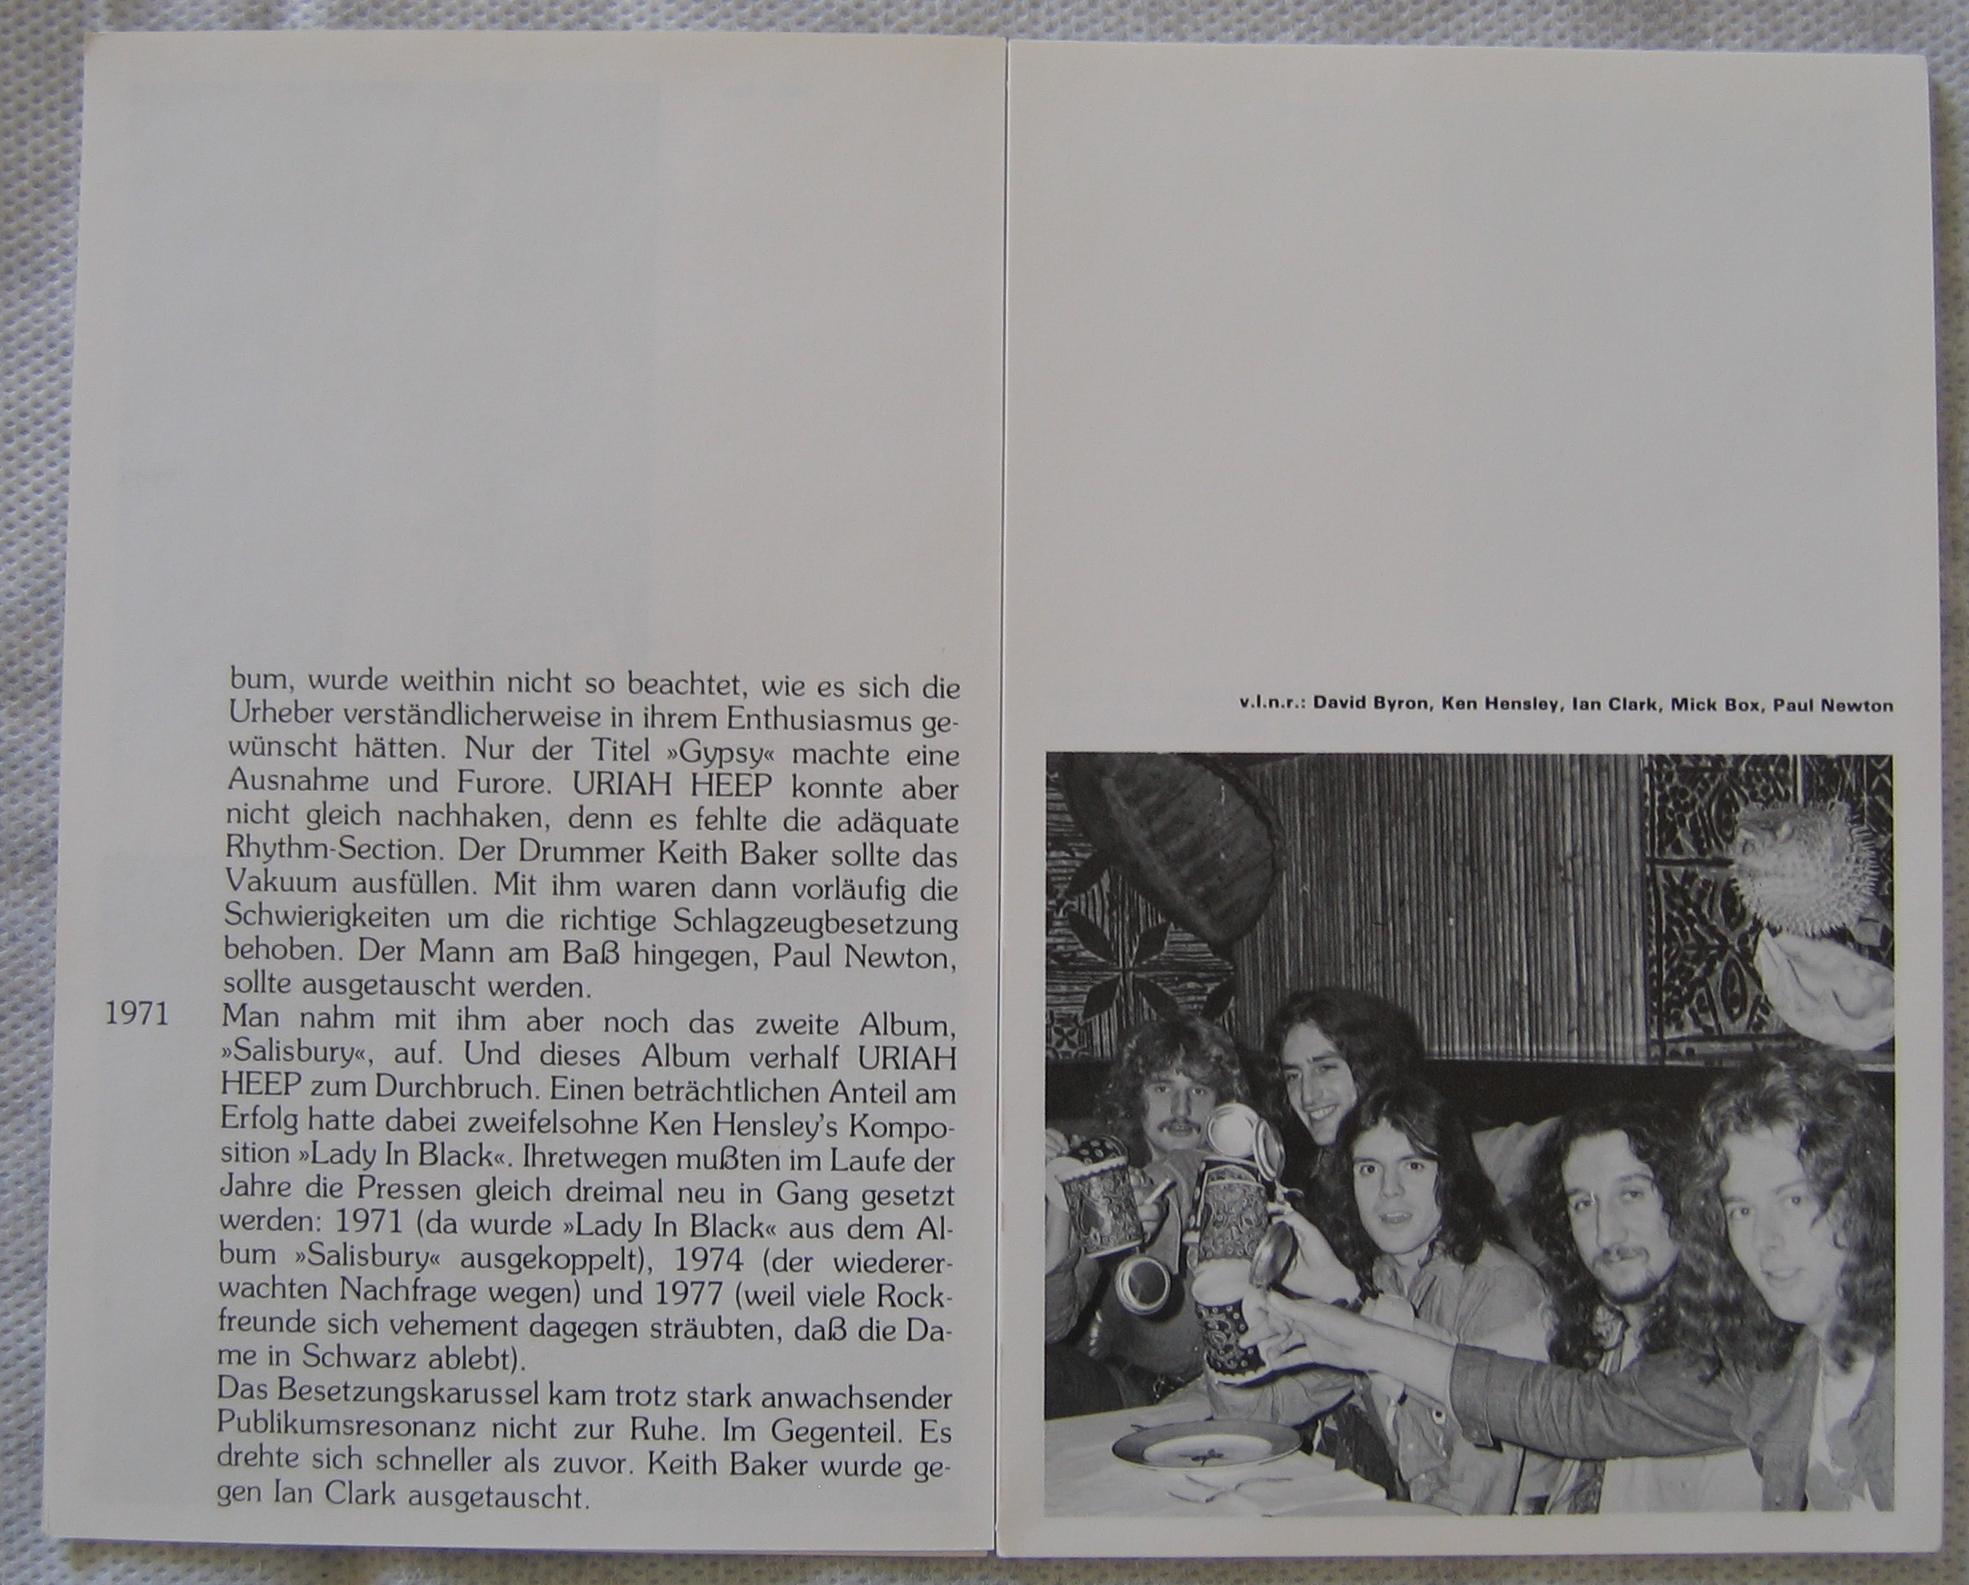 bum, wurde weithin nicht so beachtet, wie es sich die
Urheber verständlicherweise in ihrem Enthusiasmus ge-
wünscht hätten. Nur der Titel »Gypsy« machte eine
Ausnahme und Furore. URIAH HEEP konnte aber
nicht gleich nachhaken, denn es fehlte die adäquate
Rhythm-Section. Der Drummer Keith Baker sollte das
Vakuum ausfüllen. Mit ihm waren dann vorläufig die
Schwierigkeiten um die richtige Schlagzeugbesetzung
behoben. Der Mann am Baß hingegen, Paul Newton,
sollte ausgetauscht werden.
1971 Man nahm mit ihm aber noch das zweite Album,
»Salisbury«, auf. Und dieses Album verhalf URIAH
HEEP zum Durchbruch. Einen beträchtlichen Anteil am
Erfolg hatte dabei zweifelsohne Ken Hensley's Kompo-
sition »Lady In Black«. Ihretwegen mußten im Laufe der
Jahre die Pressen gleich dreimal neu in Gang gesetzt
werden: 1971 (da wurde »Lady In Black« aus dem Al-
bum »Salisbury« ausgekoppelt), 1974 (der wiederer-
wachten Nachfrage wegen) und 1977 (weil viele Rock-
freunde sich vehement dagegen sträubten, daß die Da-
me in Schwarz ablebt).
Das Besetzungskarussel kam trotz stark anwachsender
Publikumsresonanz nicht zur Ruhe. Im Gegenteil. Es
drehte sich schneller als zuvor. Keith Baker wurde ge-
gen Ian Clark ausgetauscht.
v.l.n.r.: David Byron, Ken Hensley, Ian Clark, Mick Box, Paul Newton